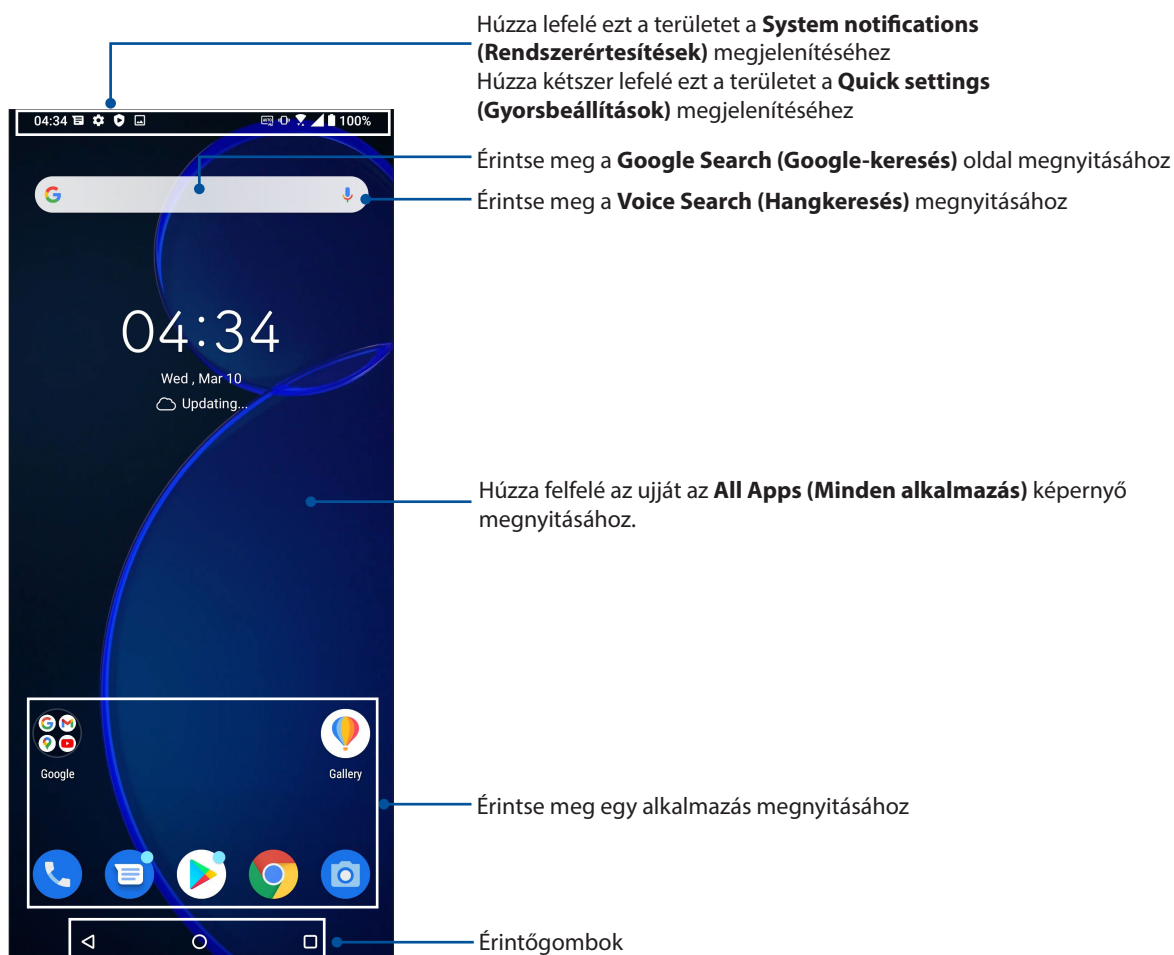 Húzza lefelé ezt a területet a System notifications
(Rendszerértesítések) megjelenítéséhez
Húzza kétszer lefelé ezt a területet a Quick settings
(Gyorsbeállítások) megjelenítéséhez
04:34
100%
Érintse meg a Google Search (Google-keresés) oldal megnyitásához
Érintse meg a Voice Search (Hangkeresés) megnyitásához
04:34
Wed , Mar 10
Updating...
Húzza felfelé az ujját az All Apps (Minden alkalmazás) képernyő
megnyitásához.
Google
Gallery
Érintse meg egy alkalmazás megnyitásához
Érintőgombok